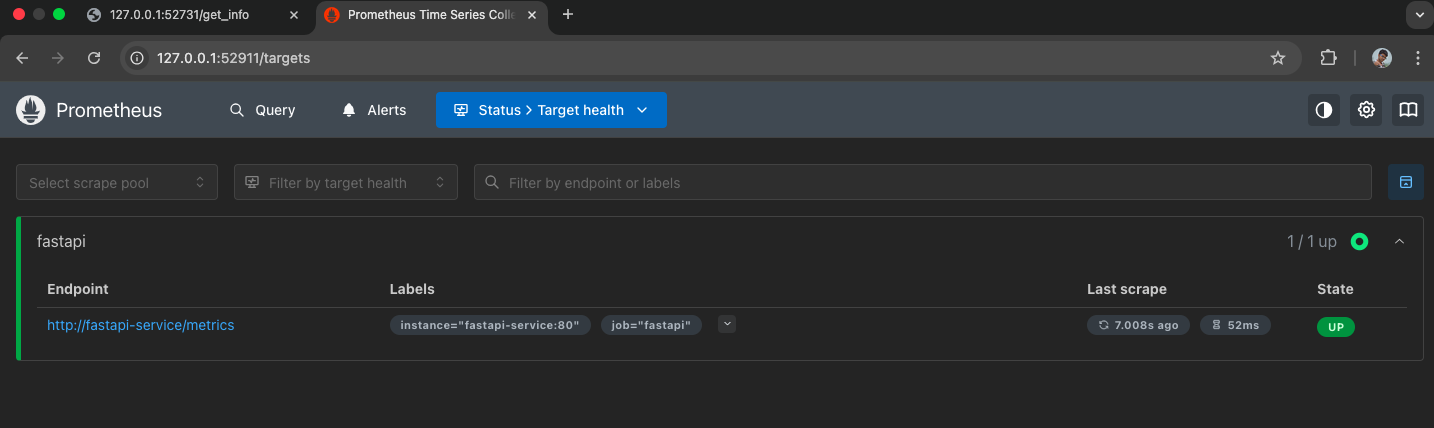 127.0.0.1:52731/get_info
Prometheus Time Series Colle
127.0.0.1:52911/targets
Prometheus Query Alerts Status > Target health
Select scrape pool Filter by target health Filter by endpoint or labels
fastapi 1 / 1 up
Endpoint Labels Last scrape State
http://fastapi-service/metrics instance="fastapi-service:80" job="fastapi" 7.008s ago 52ms UP